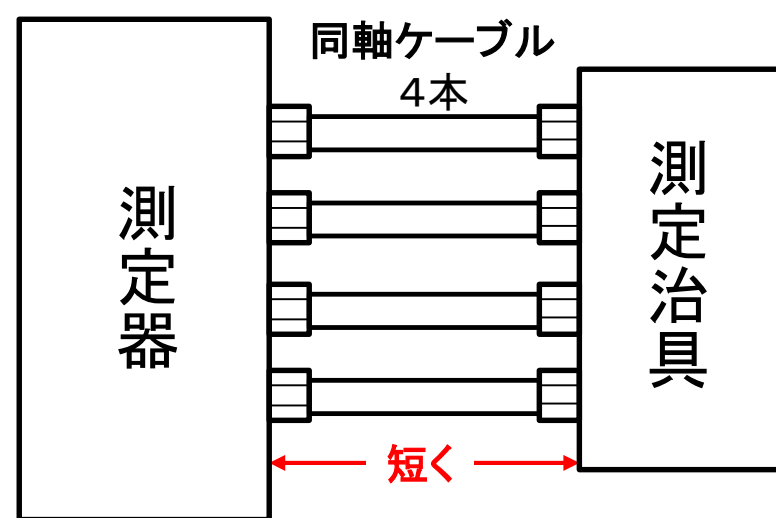 同軸ケーブル
４本
測定器
測定治具
短く